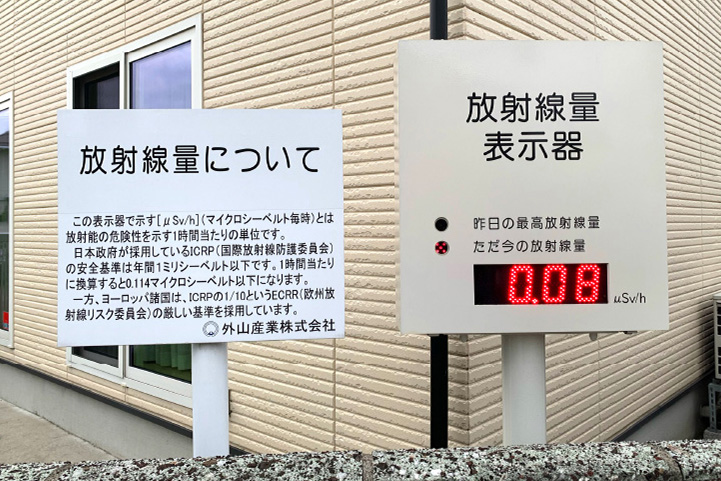 放射線量について
この表示器で示す[μSv/h](マイクロシーベルト毎時)とは
放射能の危険性を示す1時間当たりの単位です。
日本政府が採用しているICRP(国際放射線防護委員会)
の安全基準は年間1ミリシーベルト以下です。1時間当たり
に換算すると0.114マイクロシーベルト以下になります。
一方、ヨーロッパ諸国は、ICRPの1/10というECRR(欧州放
射線リスク委員会)の厳しい基準を採用しています。
外山産業株式会社
放射線量
表示器
昨日の最高放射線量
ただ今の放射線量
0.08 μSv/h